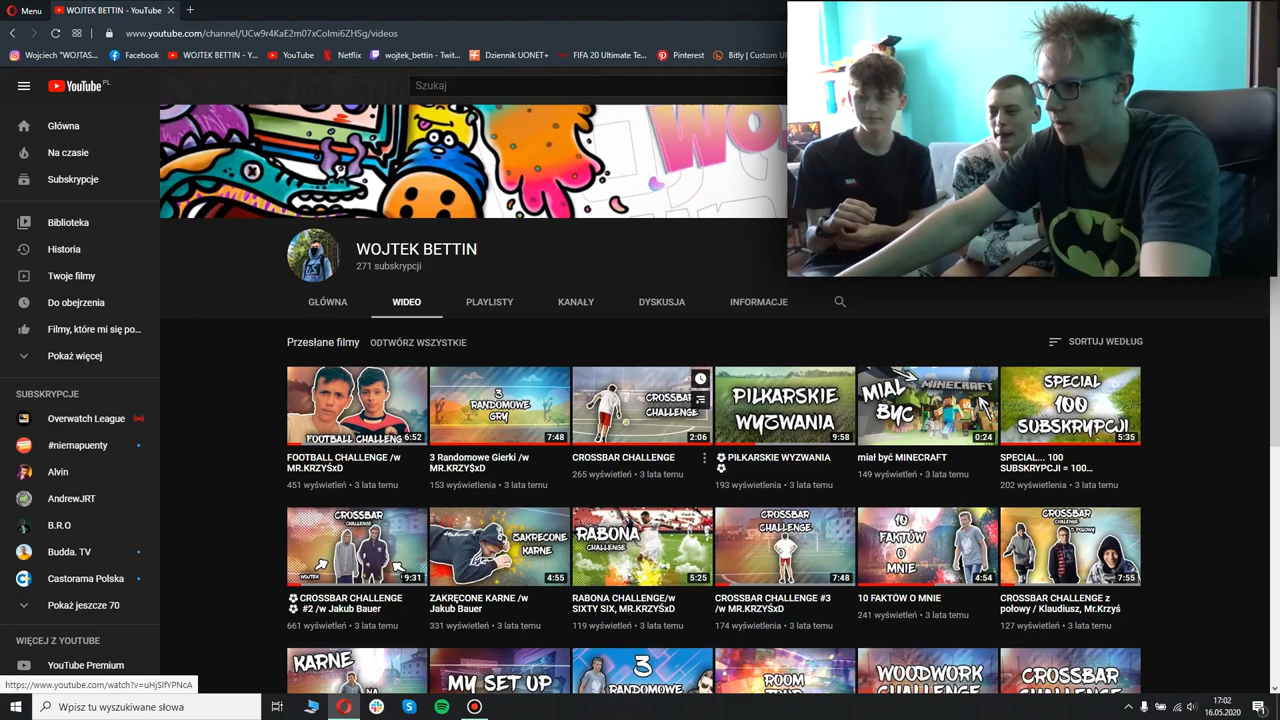 Menu
WOJTEK BETTIN - YouTube
www.youtube.com/channel/UCw9r4KaE2m07xColmi6ZHSg/videos
Wojciech "WOJTA...
Facebook
WOJTEK BETTIN - Y...
YouTube
Netflix
wojtek_bettin - Twit...
Dziennik UONET+
FIFA 20 Ultimate Te...
Pinterest
Bitly | Custom UR
YouTube PL
Szukaj
Główna
Na czasie
Subskrypcje
Biblioteka
Historia
Twoje filmy
Do obejrzenia
Filmy, które mi się po...
Pokaż więcej
SUBSKRYPCJE
Overwatch League
#niemapuenty
Alvin
AndrewJRT
B.R.O
Budda. TV
Castorama Polska
Pokaż jeszcze 70
WIĘCEJ Z YOUTUBE
YouTube Premium
WOJTEK BETTIN
271 subskrypcji
GŁÓWNA
WIDEO
PLAYLISTY
KANAŁY
DYSKUSJA
INFORMACJE
Przesłane filmy
ODTWÓRZ WSZYSTKIE
SORTUJ WEDŁUG
FOOTBALL CHALLENG
6:52
3
RANDOMOWE
GRY
7:48
CROSSBAR
CHALLENGE
2:06
PIŁKARSKIE
WYZWANIA
9:58
MIAŁ
BYĆ
MINECRAFT
0:24
SPECIAL
100
SUBSKRYPCJI
5:35
FOOTBALL CHALLENGE /w
MR.KRZYŚxD
451 wyświetleń • 3 lata temu
3 Randomowe Gierki /w
MR.KRZY$xD
153 wyświetlenia • 3 lata temu
CROSSBAR CHALLENGE
265 wyświetleń • 3 lata temu
PIŁKARSKIE WYZWANIA
193 wyświetlenia • 3 lata temu
miał być MINECRAFT
149 wyświetleń • 3 lata temu
SPECIAL... 100
SUBSKRYPCJI = 100...
202 wyświetlenia • 3 lata temu
CROSSBAR
CHALLENGE
WOJTEK
9:31
ZAKRĘCONE
KARNE
4:55
RABONA
CHALLENGE
5:25
CROSSBAR
CHALLENGE
7:48
10
FAKTÓW
O
MNIE
4:54
CROSSBAR
CHALLENGE
Z POŁOWY
7:55
CROSSBAR CHALLENGE
#2 /w Jakub Bauer
661 wyświetleń • 3 lata temu
ZAKRĘCONE KARNE /w
Jakub Bauer
331 wyświetleń • 3 lata temu
RABONA CHALLENGE/w
SIXTY SIX, MR.KRZYŚxD
119 wyświetleń • 3 lata temu
CROSSBAR CHALLENGE #3
/w MR.KRZYŚxD
174 wyświetlenia • 3 lata temu
10 FAKTÓW O MNIE
241 wyświetleń • 3 lata temu
CROSSBAR CHALLENGE z
połowy / Klaudiusz, Mr.Krzyś
127 wyświetleń • 3 lata temu
KARNE
NA
MY SET UP
3
RANDOMOWE
ROOM
TOUR
WOODWORK
CHALLENGE
CROSSBAR
https://www.youtube.com/watch?v=uHjSlfYPNcA
Wpisz tu wyszukiwane słowa
17:02
16.05.2020